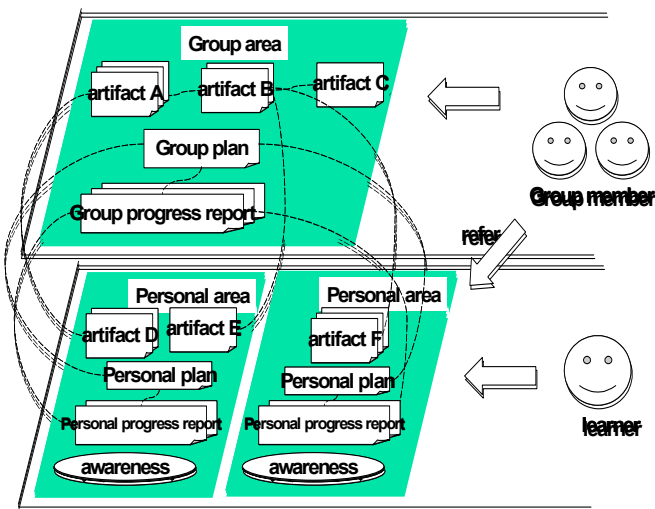 Group area
artifact A
artifact B
artifact C
Group plan
Group progress report
Group member
refer
Personal area
artifact D
artifact E
Personal plan
Personal progress report
awareness
Personal area
artifact F
Personal plan
Personal progress report
awareness
learner